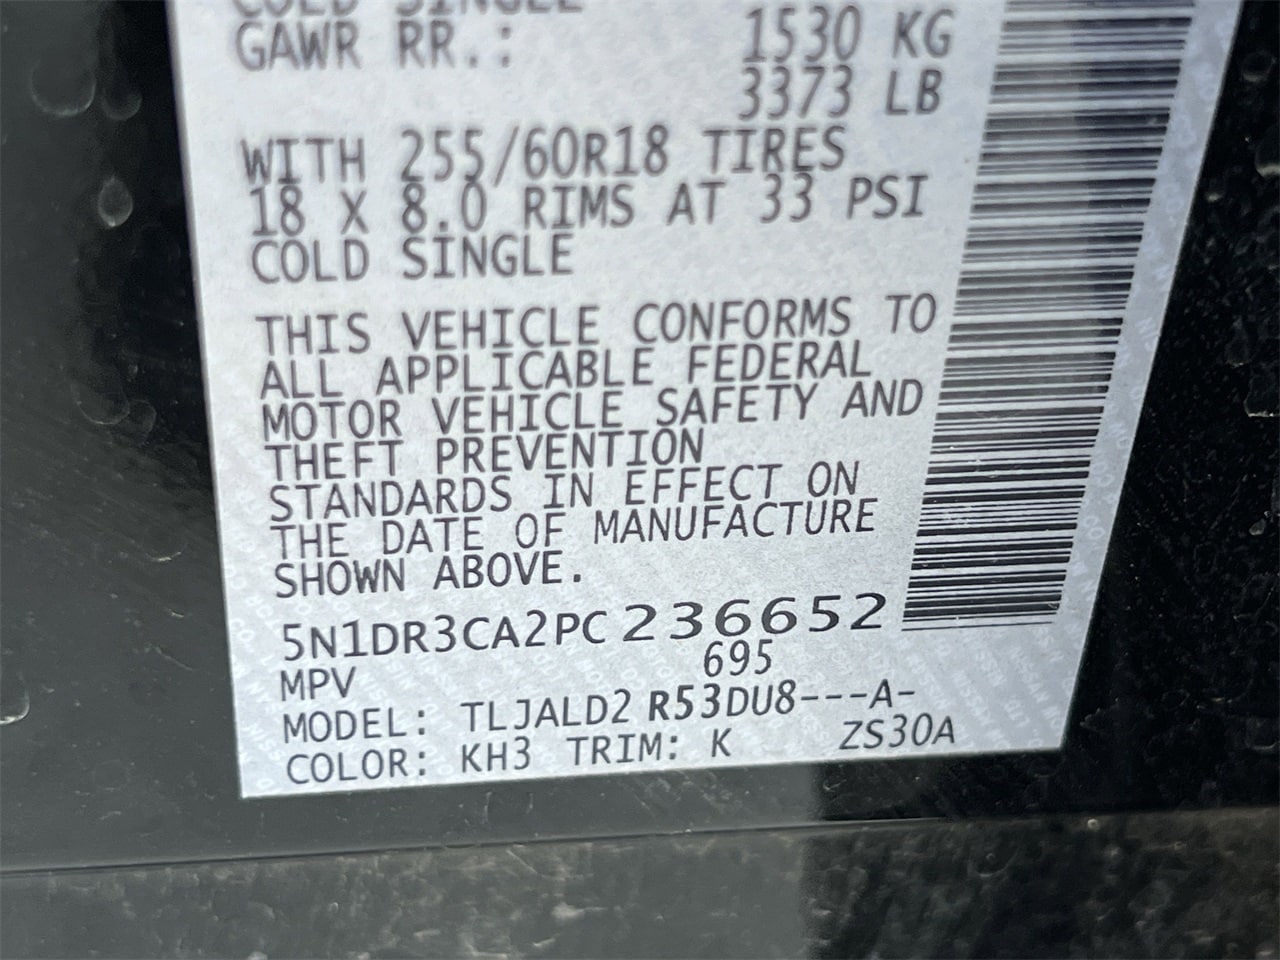 COLD SINGLE
GAWR RR.: 1530 KG
3373 LB
WITH 255/60R18 TIRES
18 X 8.0 RIMS AT 33 PSI
COLD SINGLE
THIS VEHICLE CONFORMS TO
ALL APPLICABLE FEDERAL
MOTOR VEHICLE SAFETY AND
THEFT PREVENTION
STANDARDS IN EFFECT ON
THE DATE OF MANUFACTURE
SHOWN ABOVE.
5N1DR3CA2PC236652
695
MPV
MODEL: TLJALD2 R53DU8---A-
COLOR: KH3 TRIM: K ZS30A